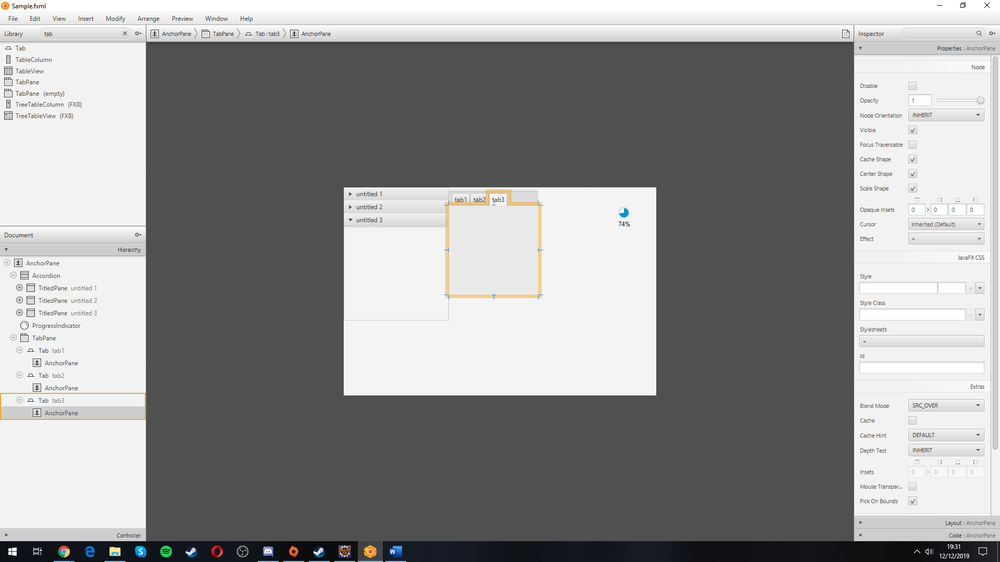 Sample.fxml
File Edit View Insert Modify Arrange Preview Window Help
Library tab
AnchorPane TabPane Tab : tab3 AnchorPane
Inspector
Tab
TableColumn
TableView
TabPane
TabPane (empty)
TreeTableColumn (FX8)
TreeTableView (FX8)
Document
Hierarchy
AnchorPane
Accordion
TitledPane untitled 1
TitledPane untitled 2
TitledPane untitled 3
ProgressIndicator
TabPane
Tab tab1
AnchorPane
Tab tab2
AnchorPane
Tab tab3
AnchorPane
Controller
untitled 1
untitled 2
untitled 3
tab1 tab2 tab3
74%
Properties : AnchorPane
Node
Disable
Opacity 1
Node Orientation INHERIT
Visible
Focus Traversable
Cache Shape
Center Shape
Scale Shape
Opaque Insets 0 0 0 0
Cursor Inherited (Default)
Effect +
JavaFX CSS
Style
+
Style Class
+
Stylesheets
+
Id
Extras
Blend Mode SRC_OVER
Cache
Cache Hint DEFAULT
Depth Test INHERIT
Insets 0 0 0 0
Mouse Transpar...
Pick On Bounds
Layout : AnchorPane
Code : AnchorPane
19:31
12/12/2019